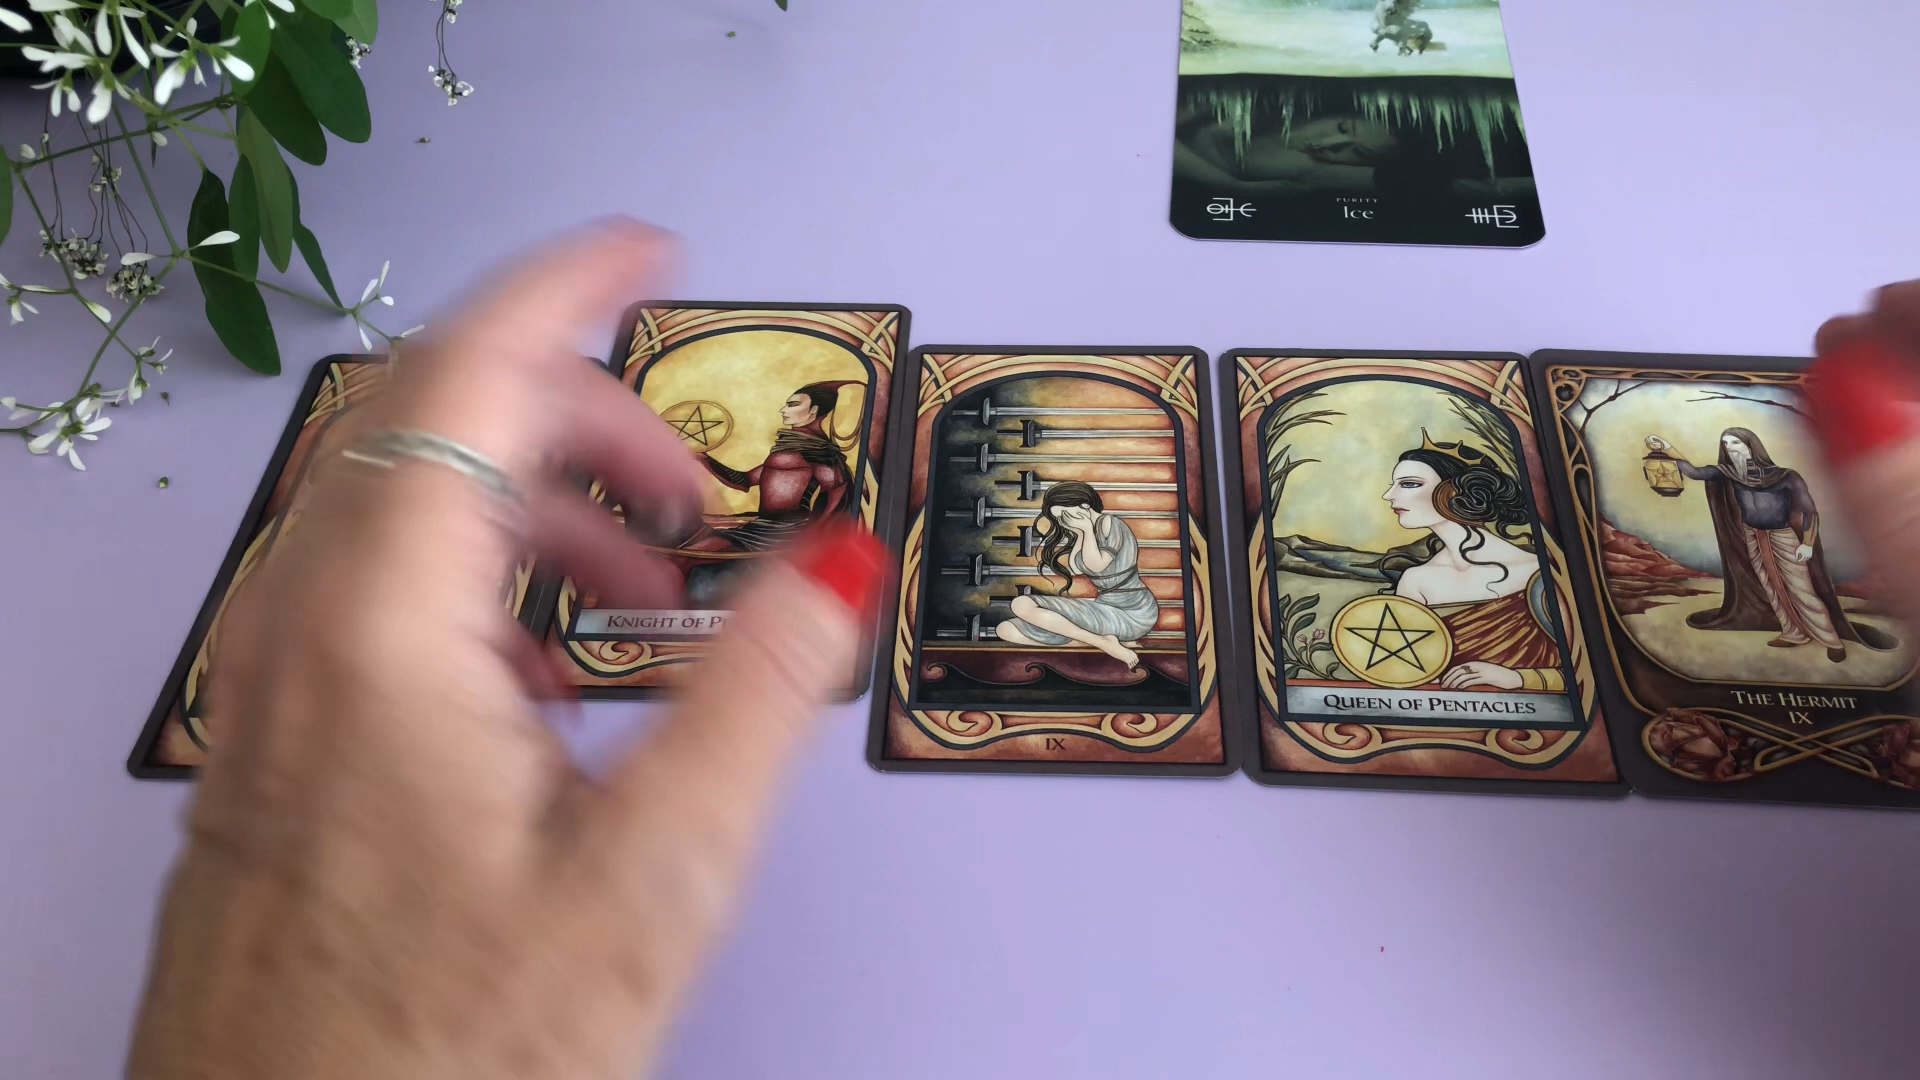 PURITY
Ice
KNIGHT OF P
IX
QUEEN OF PENTACLES
THE HERMIT
IX